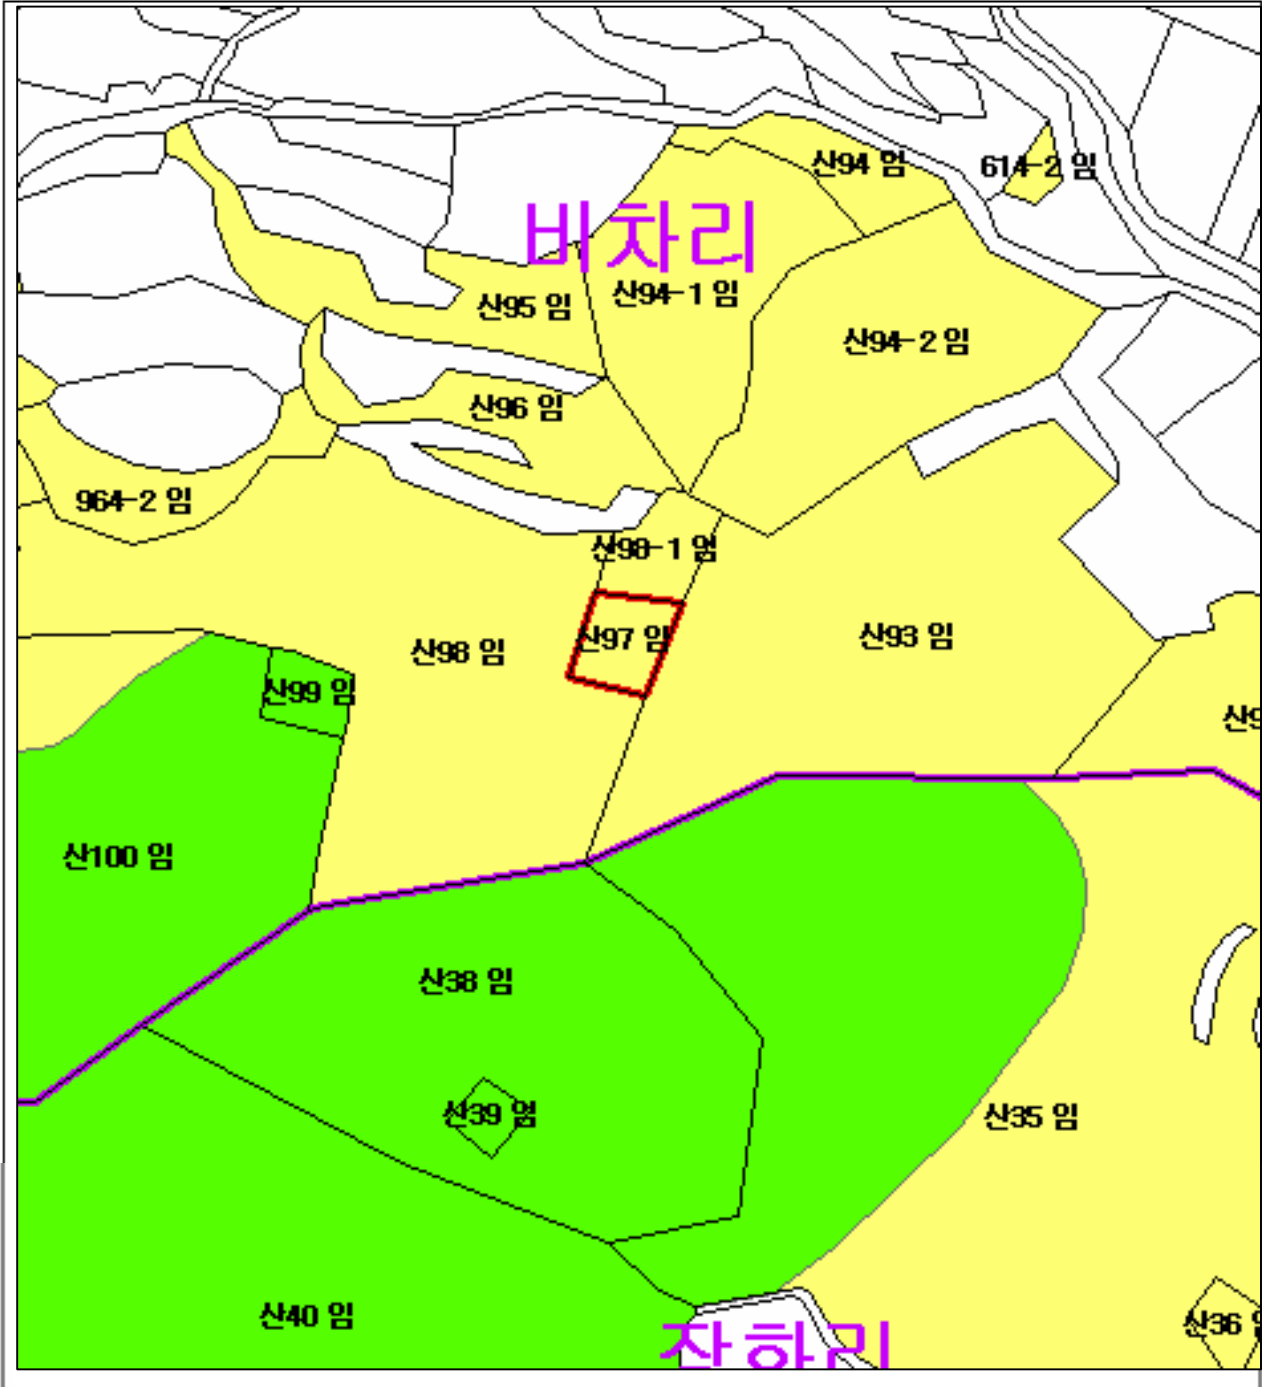 산94 임
614-2 임
비차리
산95 임
산94-1 임
산94-2 임
산96 임
964-2 임
산98-1 임
산97 임
산93 임
산98 임
산99 임
산9
산100 임
산38 임
산39 임
산35 임
산40 임
산36
장하리